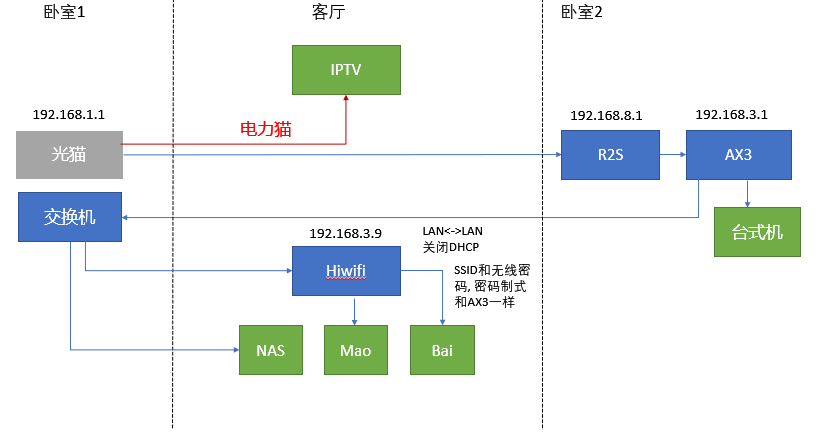 卧室1
客厅
卧室2
IPTV
192.168.1.1
电力猫
192.168.8.1
192.168.3.1
光猫
R2S
AX3
交换机
台式机
192.168.3.9
LAN<->LAN
关闭DHCP
Hiwifi
SSID和无线密
码, 密码制式
和AX3一样
NAS
Mao
Bai